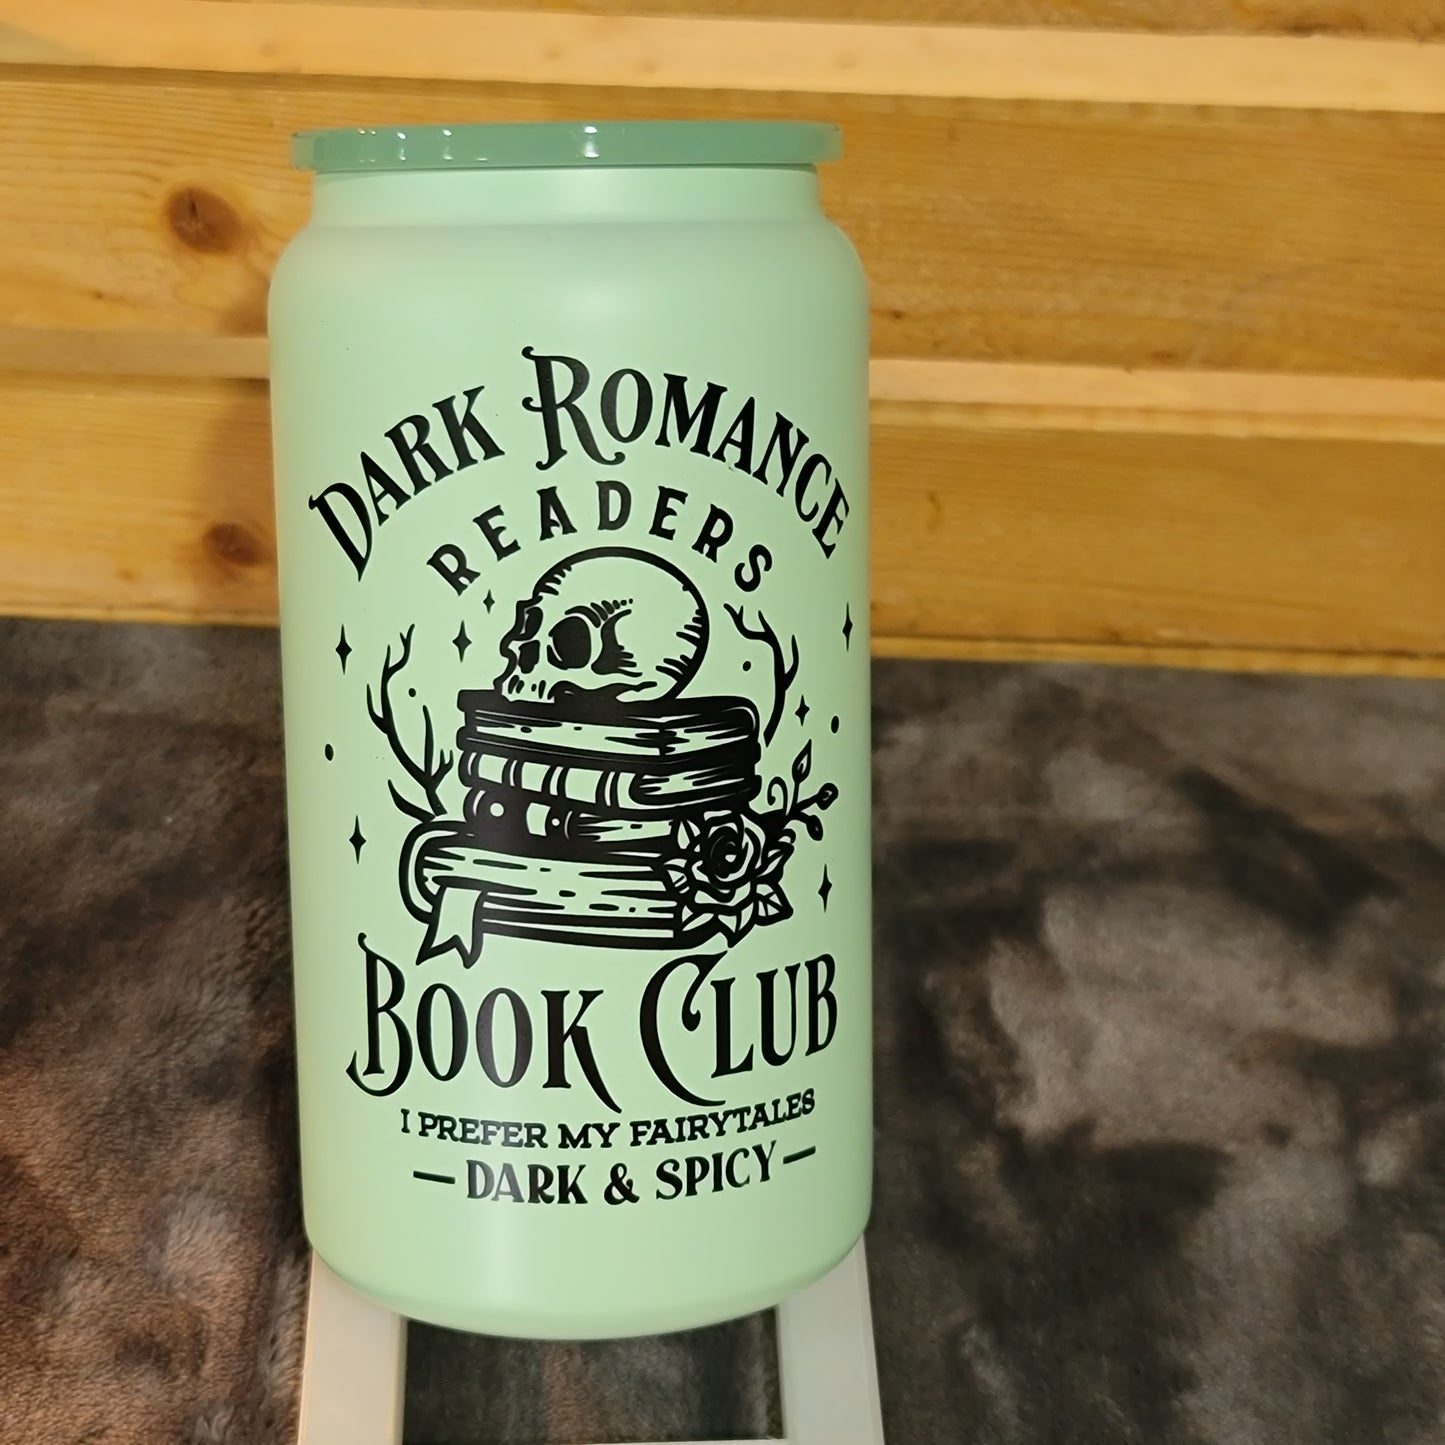 DARK ROMANCE
READERS
BOOK CLUB
I PREFER MY FAIRYTALES
— DARK & SPICY —